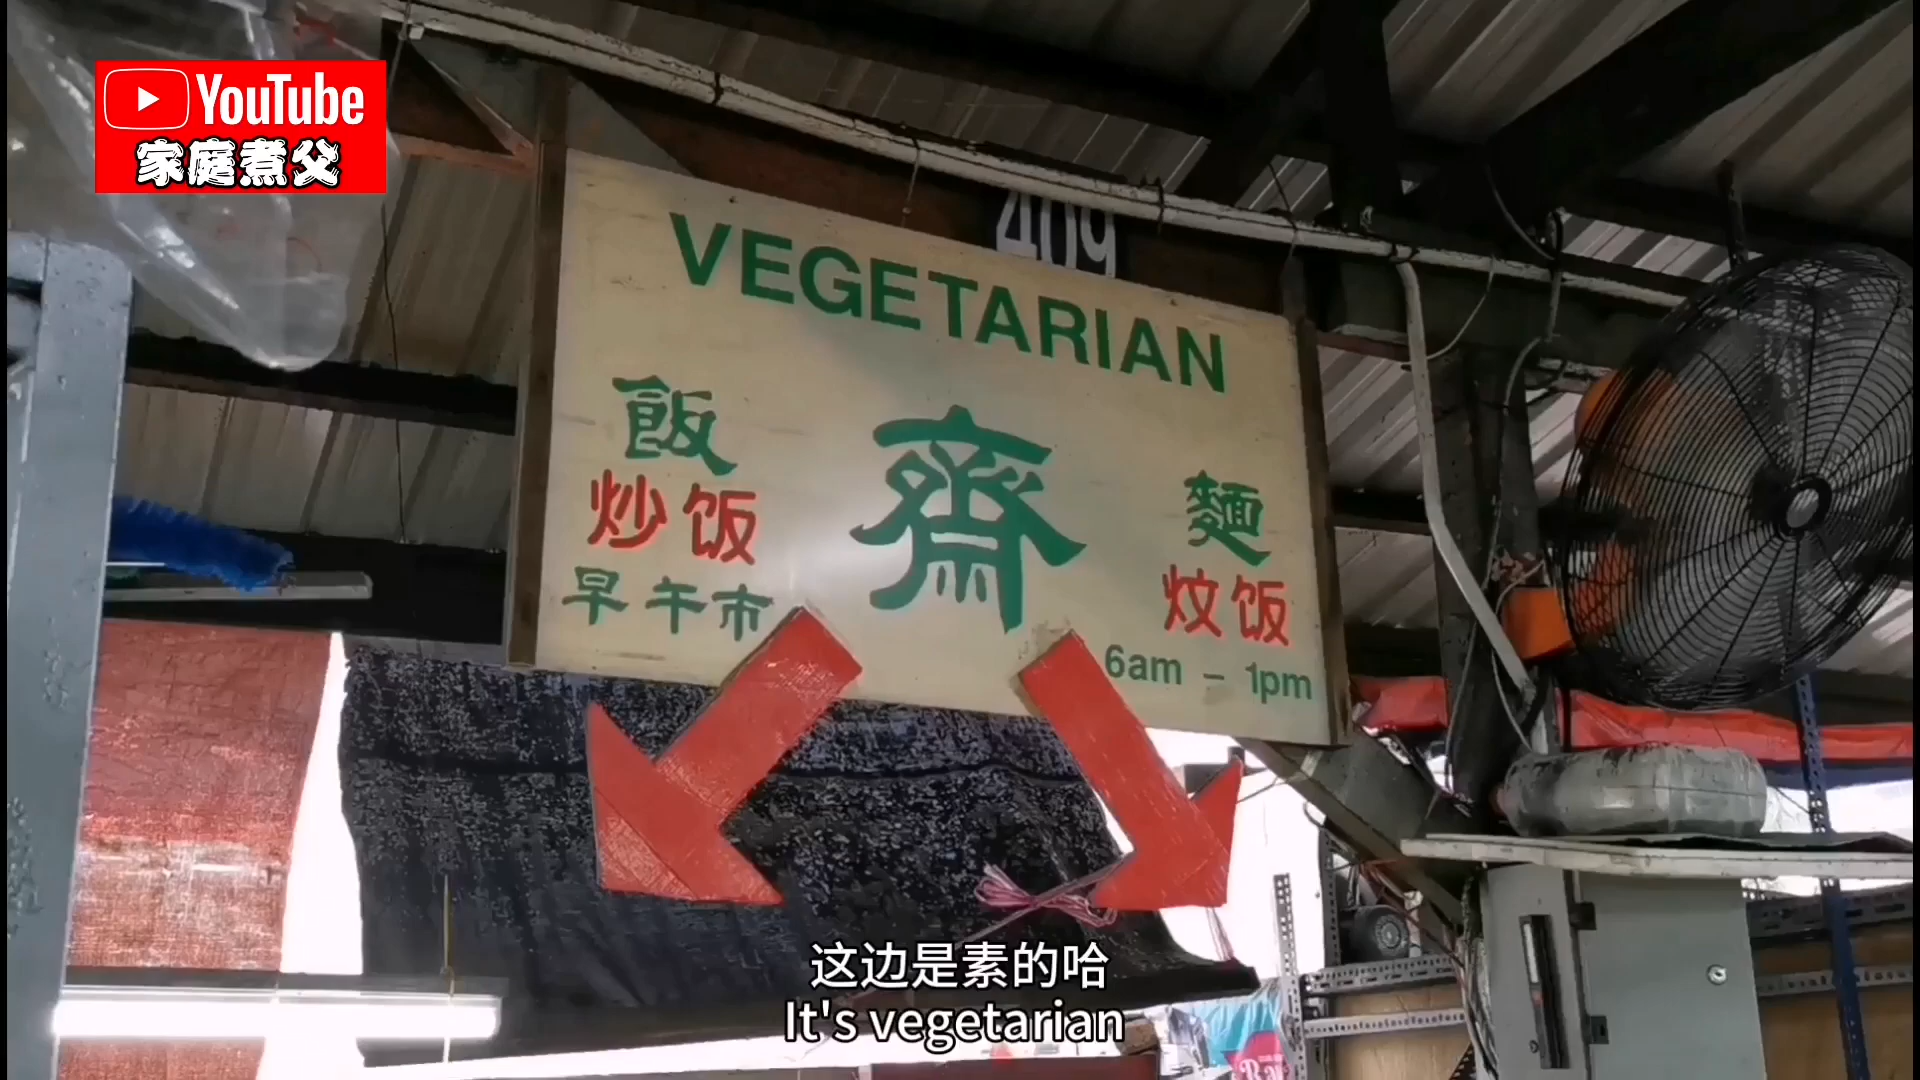 YouTube
家庭煮父
409
VEGETARIAN
飯
炒饭
早午市
齋
麵
炆饭
6am - 1pm
这边是素的哈
It's vegetarian